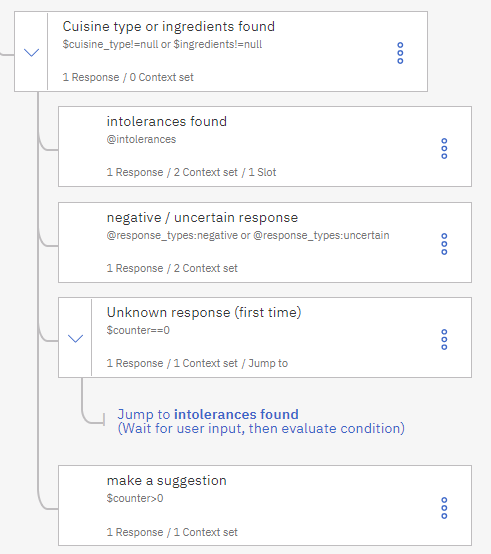 Cuisine type or ingredients found
$cuisine_type!=null or $ingredients!=null
1 Response / 0 Context set
intolerances found
@intolerances
1 Response / 2 Context set / 1 Slot
negative / uncertain response
@response_types:negative or @response_types:uncertain
1 Response / 2 Context set
Unknown response (first time)
$counter==0
1 Response / 1 Context set / Jump to
Jump to intolerances found
(Wait for user input, then evaluate condition)
make a suggestion
$counter>0
1 Response / 1 Context set